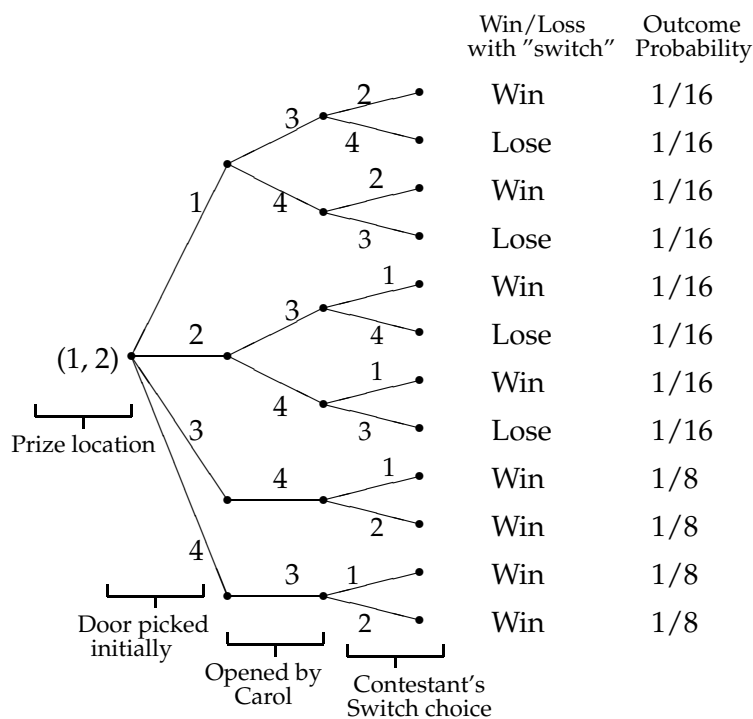 Win/Loss Outcome
with ”switch” Probability
2 Win 1/16
3
4 Lose 1/16
1
2 Win 1/16
4
3 Lose 1/16
1 Win 1/16
3
2 4 Lose 1/16
(1, 2)
1 Win 1/16
4
3 3 Lose 1/16
Prize location
4 1 Win 1/8
2 Win 1/8
4
3 1 Win 1/8
2 Win 1/8
Door picked
initially
Opened by
Carol
Contestant's
Switch choice